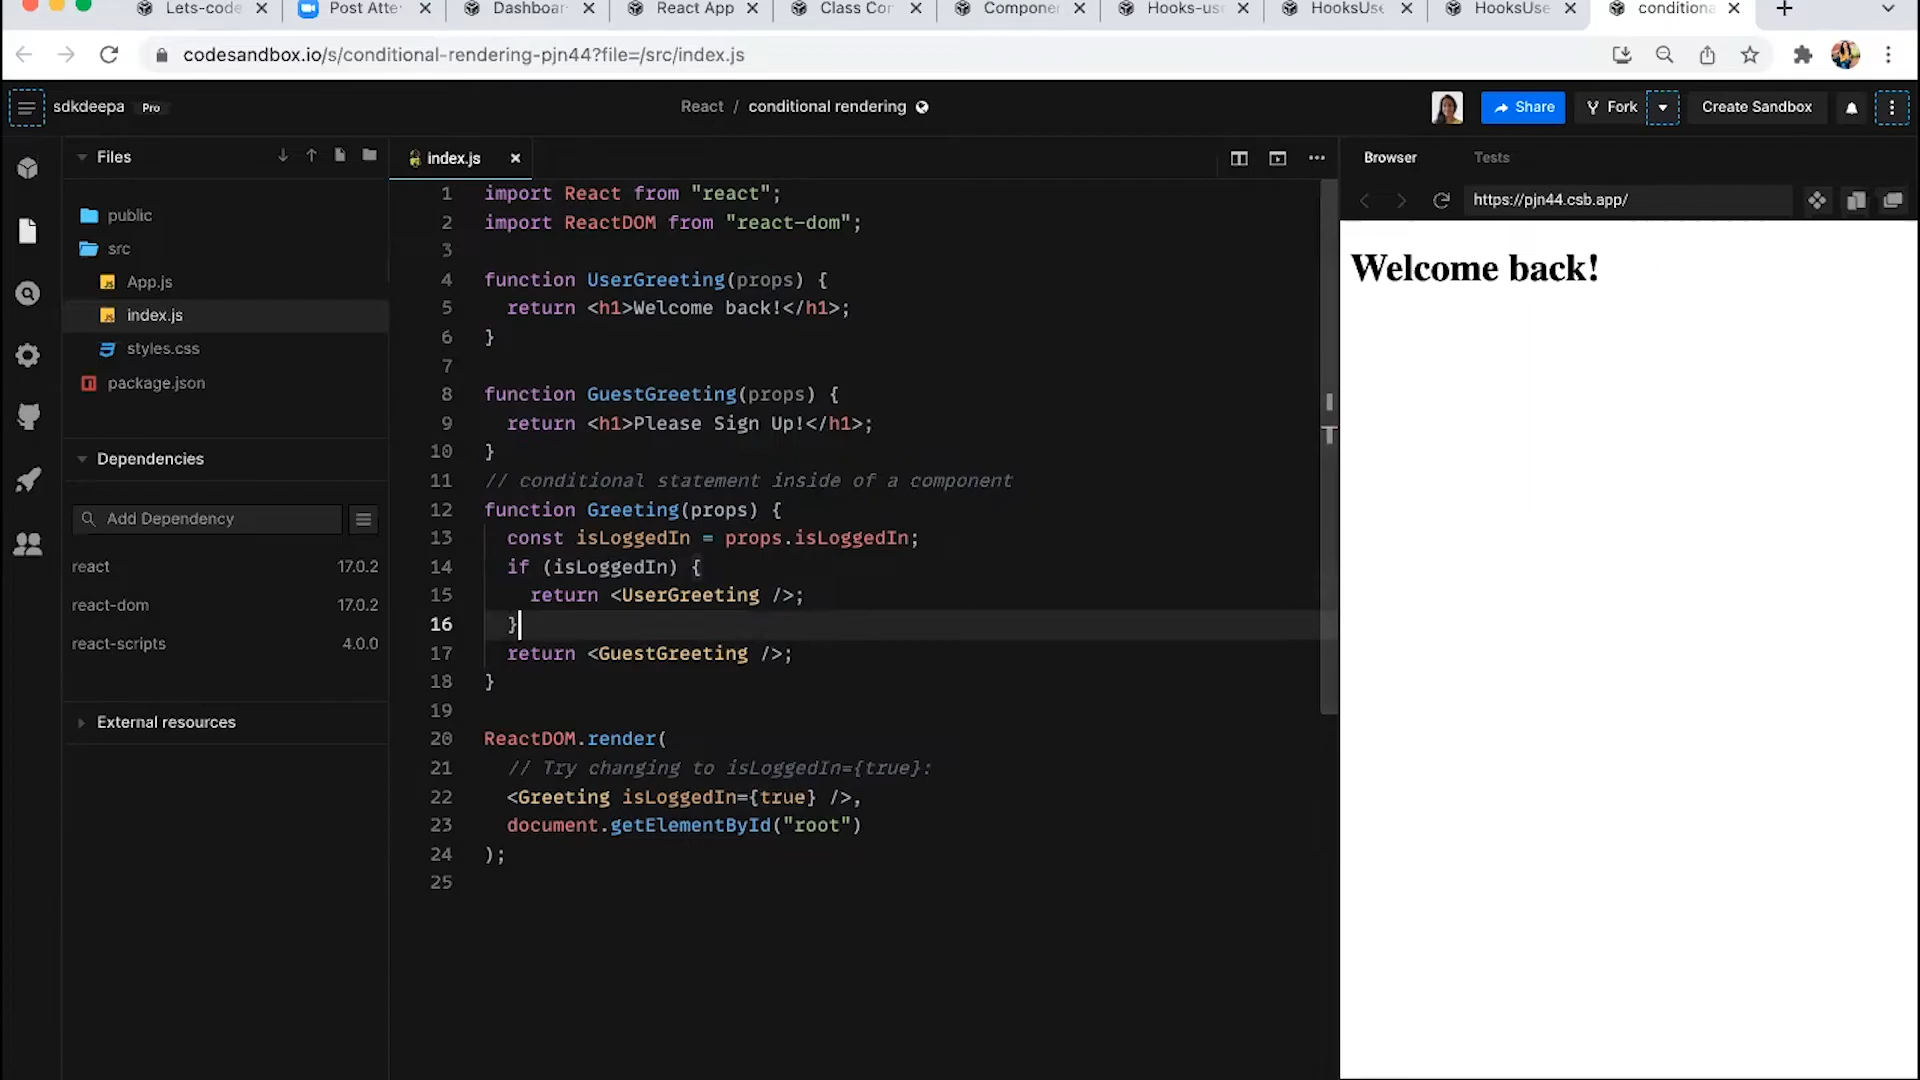 Lets-code
Post Atte
Dashboar
React App
Class Cor
Componer
Hooks-us
HooksUse
HooksUse
conditiona
codesandbox.io/s/conditional-rendering-pjn44?file=/src/index.js
sdkdeepa Pro
React / conditional rendering
Share
Fork
Create Sandbox
Files
public
src
App.js
index.js
styles.css
package.json
Dependencies
Add Dependency
react 17.0.2
react-dom 17.0.2
react-scripts 4.0.0
External resources
index.js
1 import React from "react";
2 import ReactDOM from "react-dom";
3
4 function UserGreeting(props) {
5 return <h1>Welcome back!</h1>;
6 }
7
8 function GuestGreeting(props) {
9 return <h1>Please Sign Up!</h1>;
10 }
11 // conditional statement inside of a component
12 function Greeting(props) {
13 const isLoggedIn = props.isLoggedIn;
14 if (isLoggedIn) {
15 return <UserGreeting />;
16 }
17 return <GuestGreeting />;
18 }
19
20 ReactDOM.render(
21 // Try changing to isLoggedIn={true}:
22 <Greeting isLoggedIn={true} />,
23 document.getElementById("root")
24 );
25
Browser
Tests
https://pjn44.csb.app/
Welcome back!